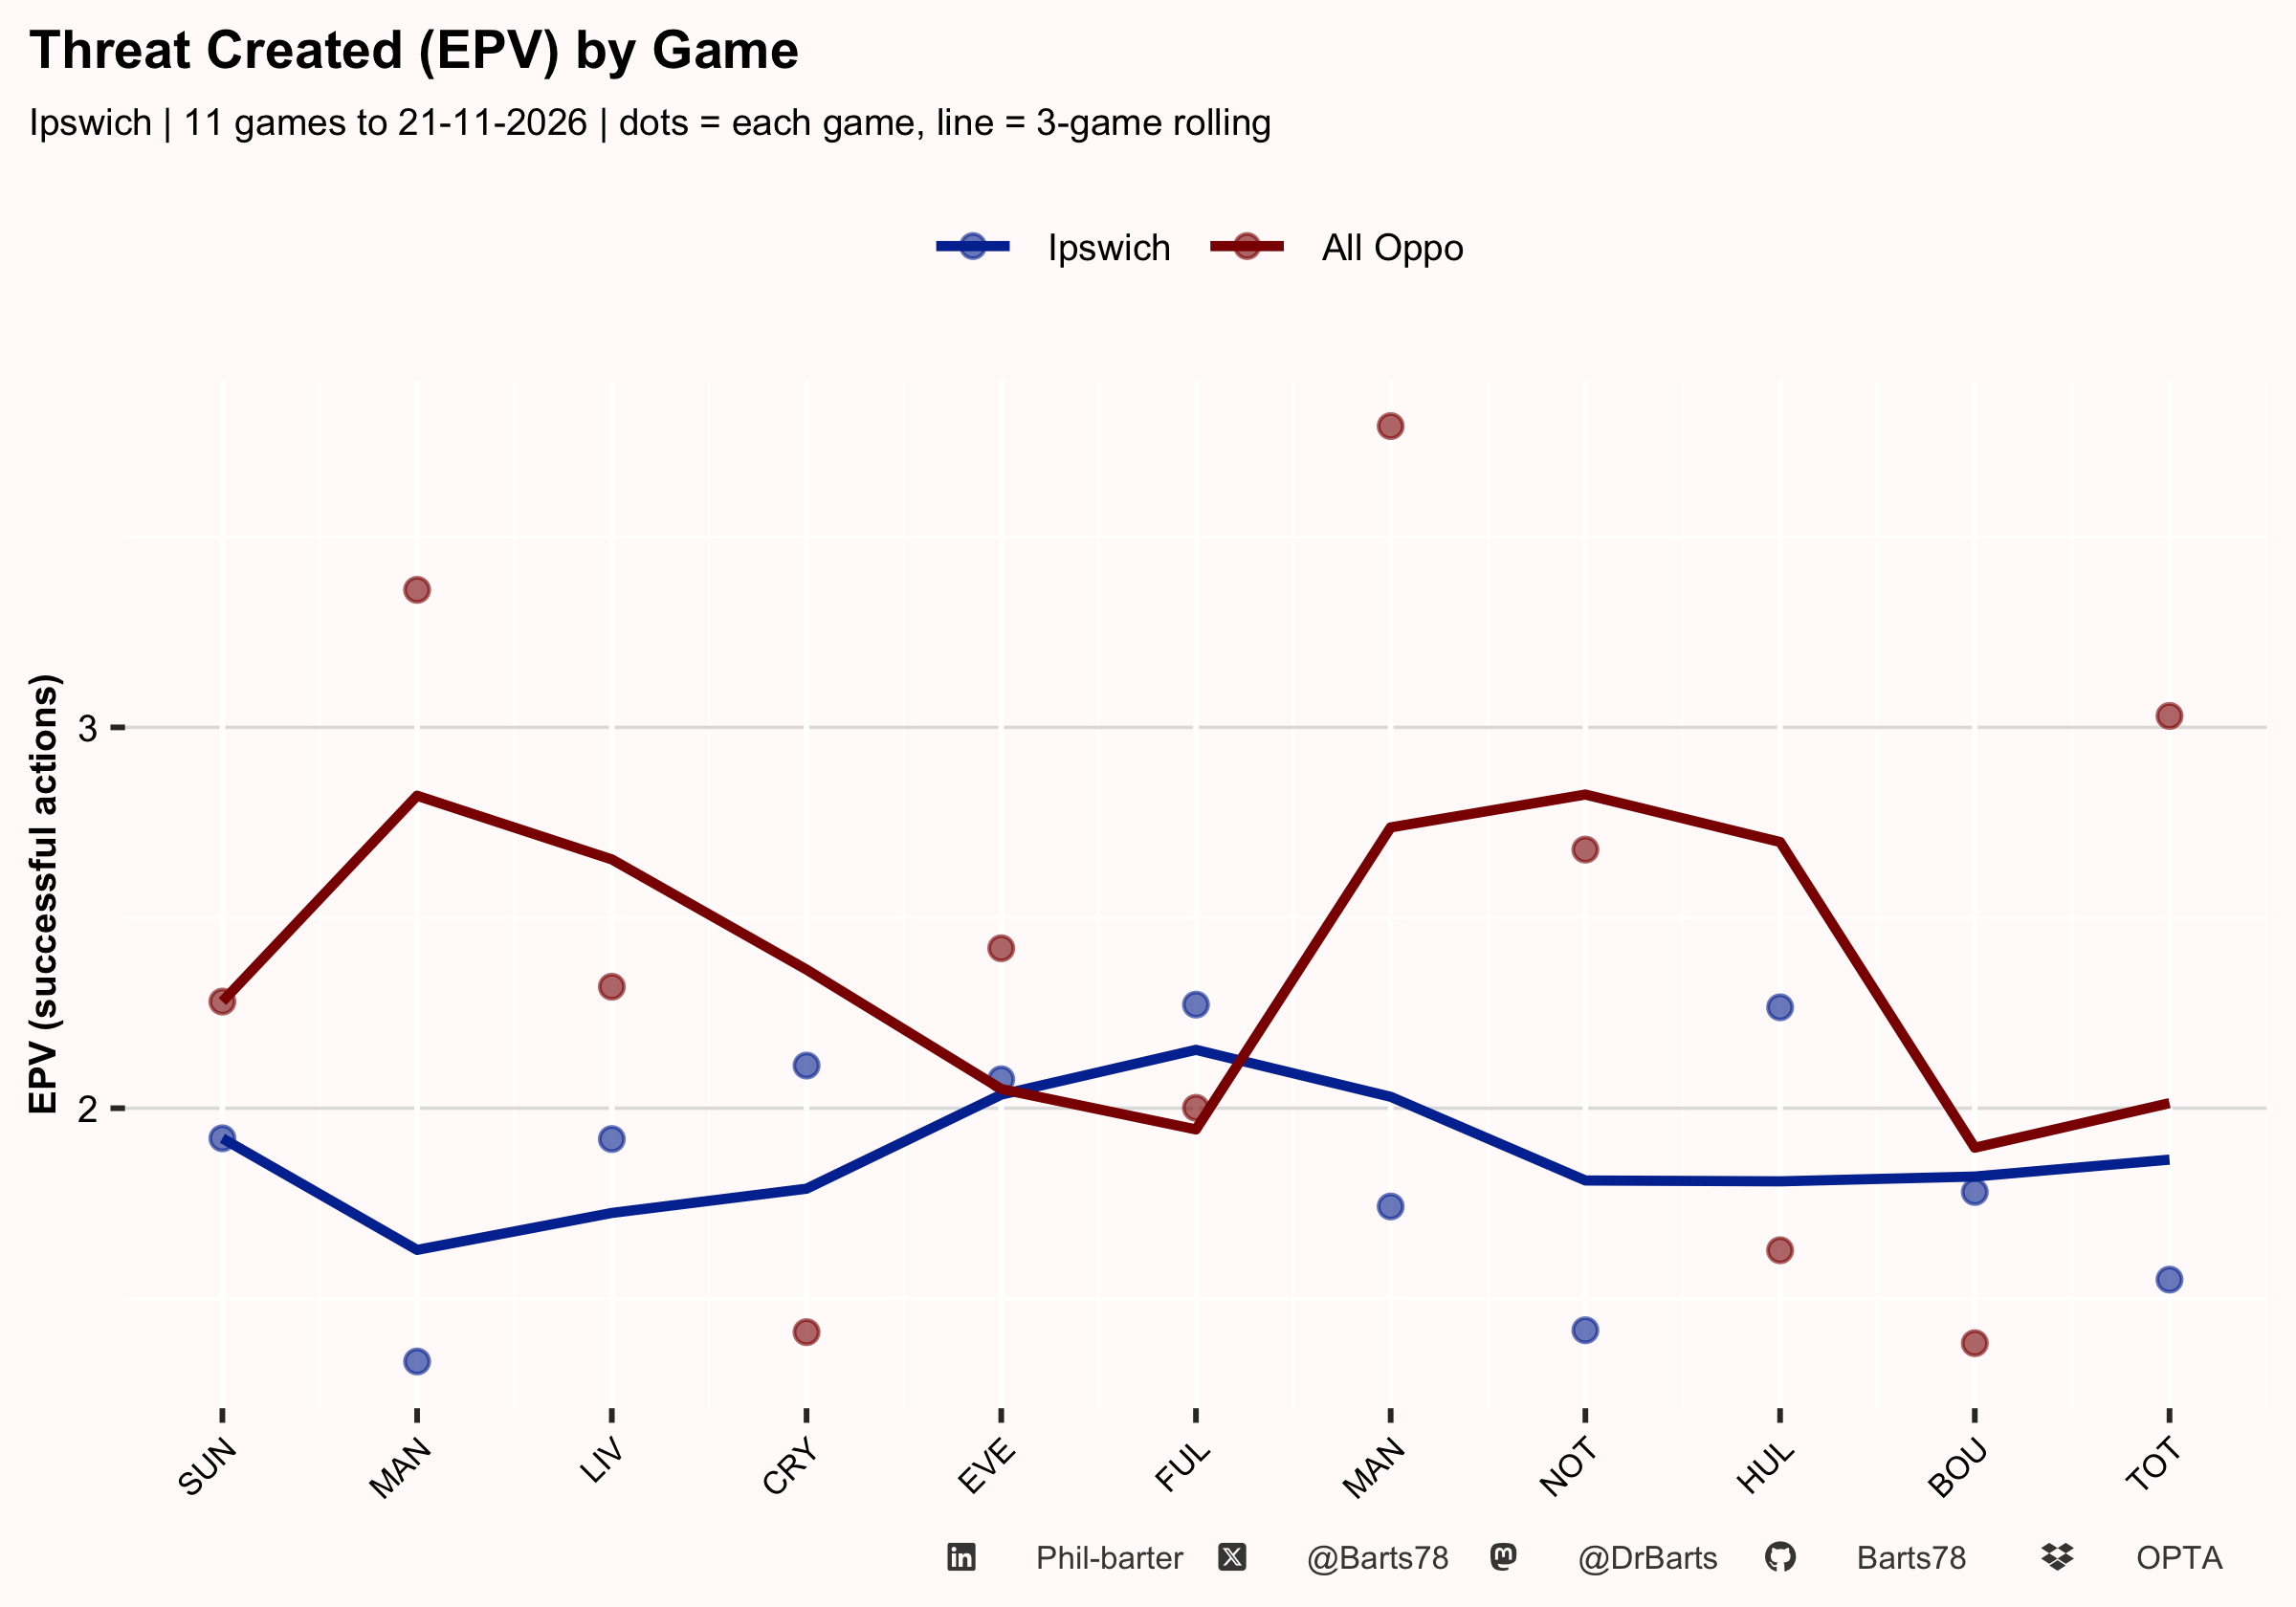 Threat Created (EPV) by Game
Ipswich | 11 games to 21-11-2026 | dots = each game, line = 3-game rolling
Ipswich All Oppo
EPV (successful actions)
3
2
SUN MAN LIV CRY EVE FUL MAN NOT HUL BOU TOT
Phil-barter @Barts78 @DrBarts Barts78 OPTA